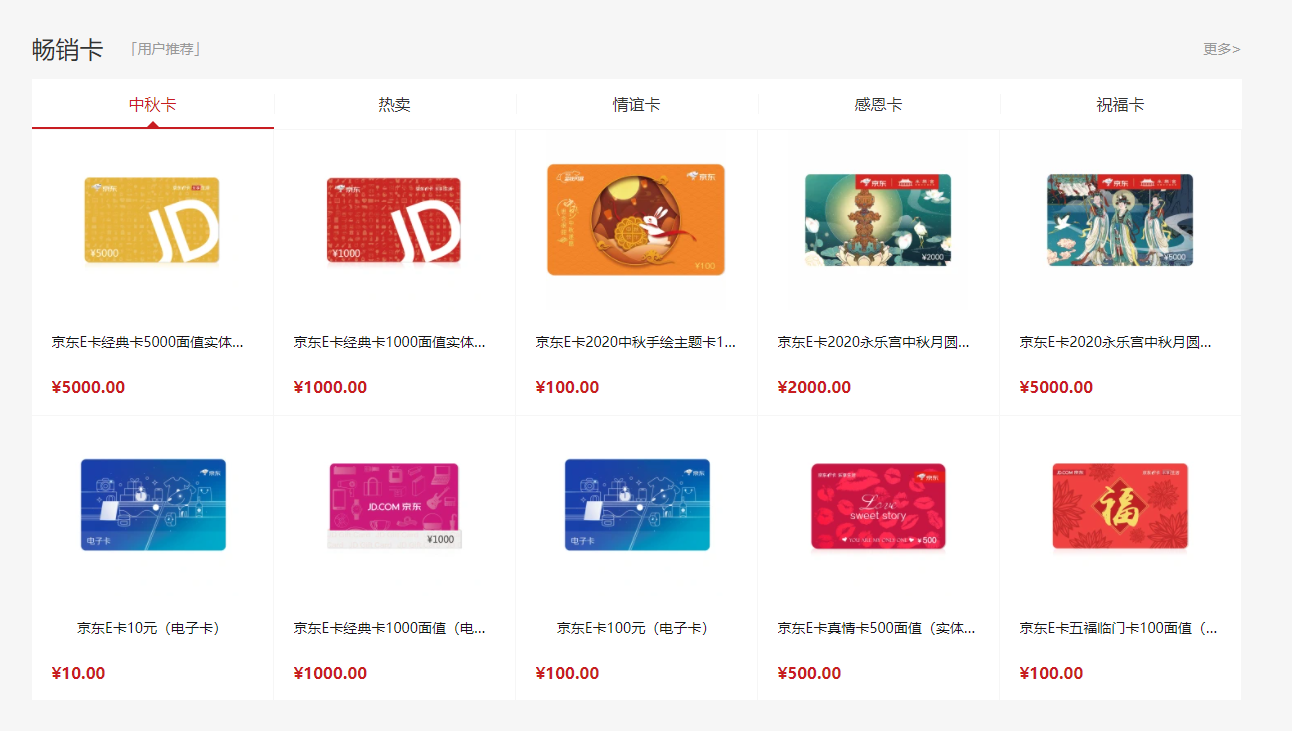 畅销卡 「用户推荐」 更多>
中秋卡 热卖 情谊卡 感恩卡 祝福卡
京东
¥5000
京东
¥1000
京东
¥100
京东
¥2000
京东
¥5000
京东E卡经典卡5000面值实体...
京东E卡经典卡1000面值实体...
京东E卡2020中秋手绘主题卡1...
京东E卡2020永乐宫中秋月圆...
京东E卡2020永乐宫中秋月圆...
¥5000.00
¥1000.00
¥100.00
¥2000.00
¥5000.00
京东
电子卡
JD.COM 京东
¥1000
京东
电子卡
京东
Love
sweet story
YOU ARE MY ONLY ONE
¥500
JD.COM 京东
福
京东E卡10元（电子卡）
京东E卡经典卡1000面值（电...
京东E卡100元（电子卡）
京东E卡真情卡500面值（实体...
京东E卡五福临门卡100面值（...
¥10.00
¥1000.00
¥100.00
¥500.00
¥100.00